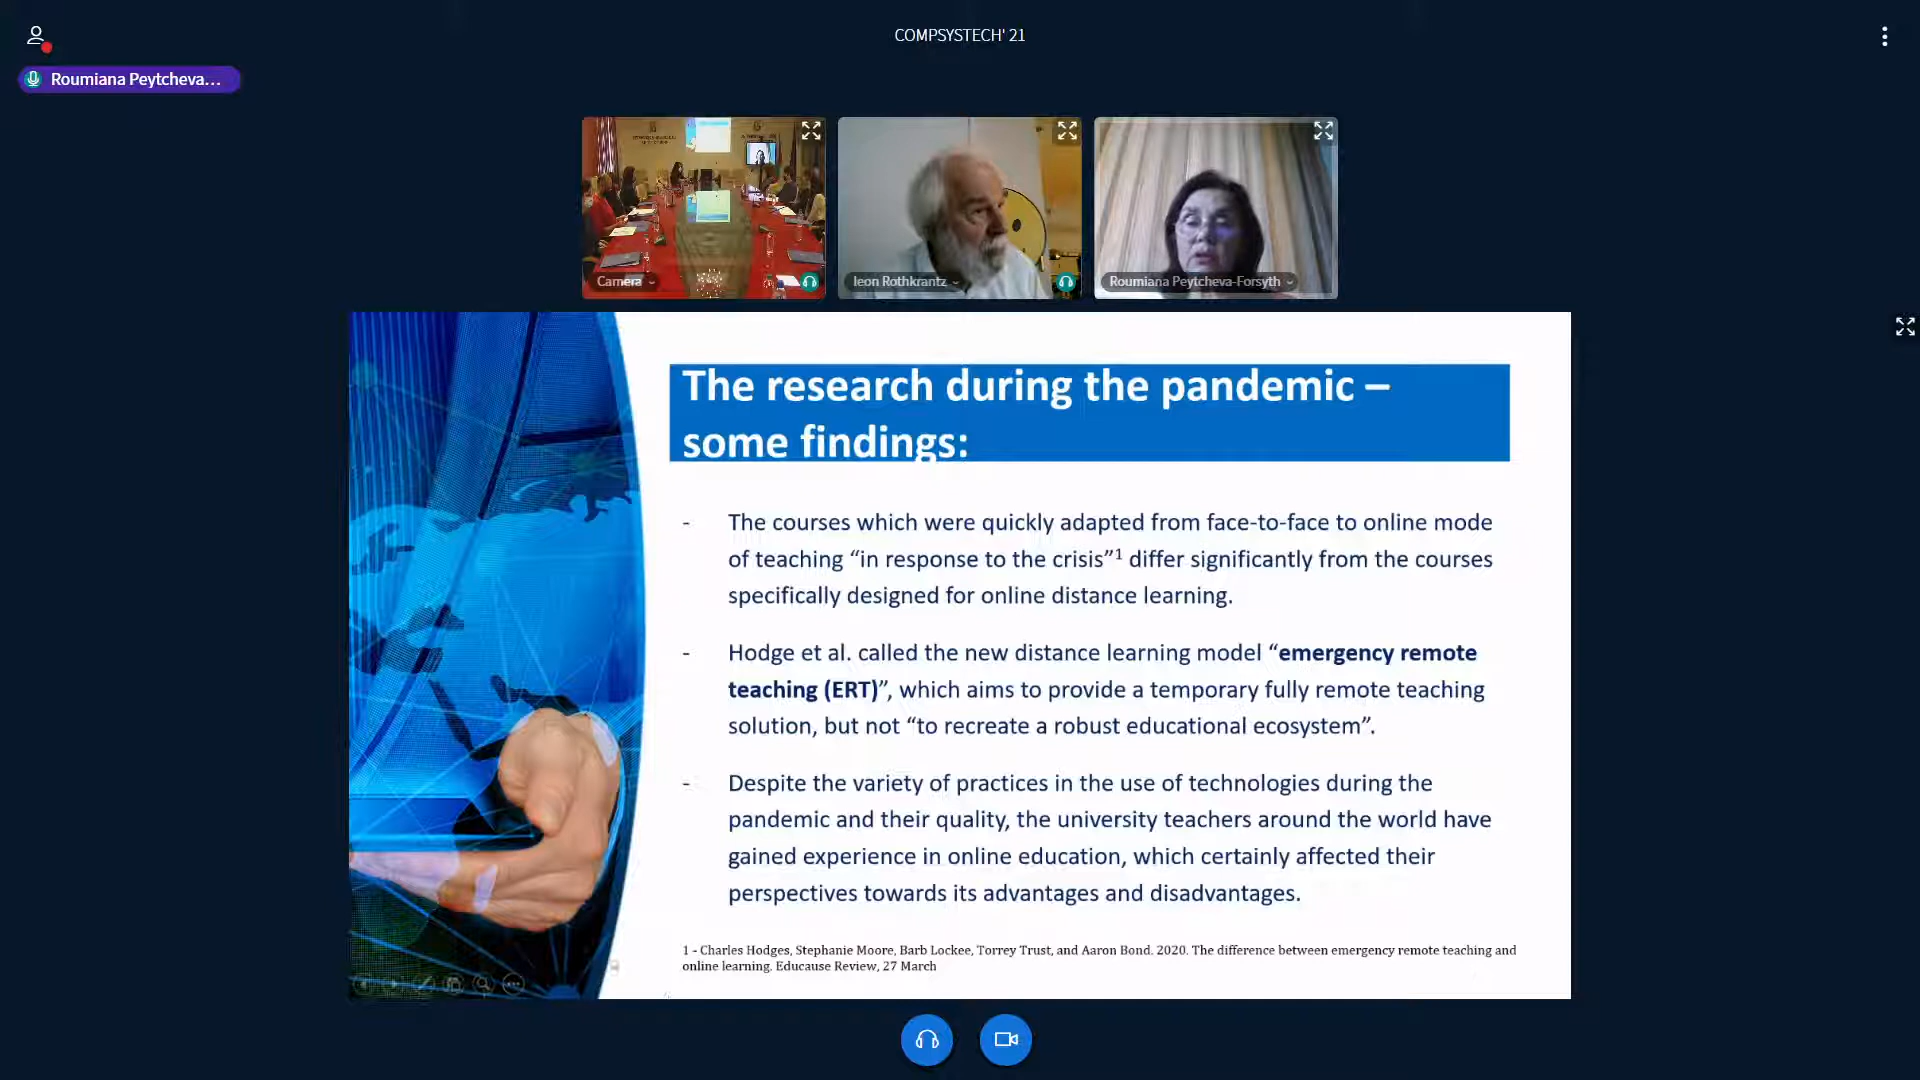 COMPSYSTECH' 21
Roumiana Peytcheva...
Camera
leon Rothkrantz
Roumiana Peytcheva-Forsyth
The research during the pandemic –
some findings:
- The courses which were quickly adapted from face-to-face to online mode
of teaching “in response to the crisis”¹ differ significantly from the courses
specifically designed for online distance learning.
- Hodge et al. called the new distance learning model “emergency remote
teaching (ERT)”, which aims to provide a temporary fully remote teaching
solution, but not “to recreate a robust educational ecosystem”.
- Despite the variety of practices in the use of technologies during the
pandemic and their quality, the university teachers around the world have
gained experience in online education, which certainly affected their
perspectives towards its advantages and disadvantages.
1 - Charles Hodges, Stephanie Moore, Barb Lockee, Torrey Trust, and Aaron Bond. 2020. The difference between emergency remote teaching and
online learning. Educause Review, 27 March